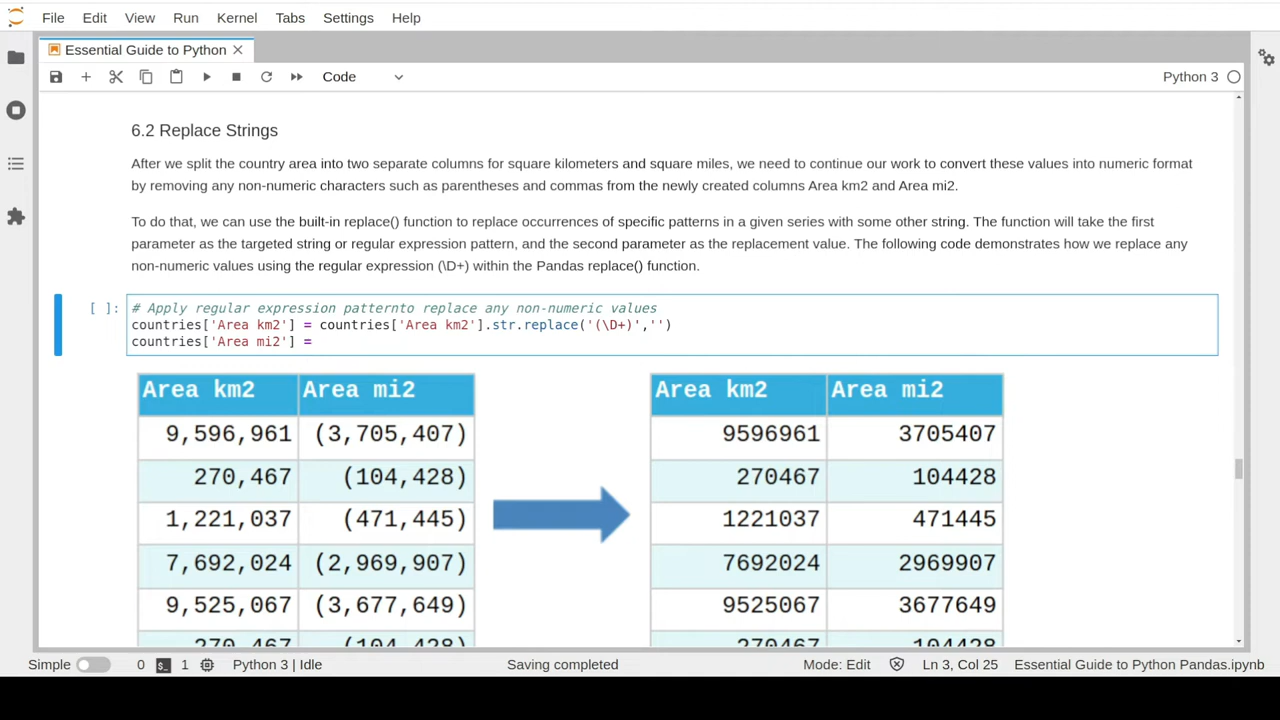 File Edit View Run Kernel Tabs Settings Help
Essential Guide to Python
Code
Python 3
6.2 Replace Strings
After we split the country area into two separate columns for square kilometers and square miles, we need to continue our work to convert these values into numeric format
by removing any non-numeric characters such as parentheses and commas from the newly created columns Area km2 and Area mi2.
To do that, we can use the built-in replace() function to replace occurrences of specific patterns in a given series with some other string. The function will take the first
parameter as the targeted string or regular expression pattern, and the second parameter as the replacement value. The following code demonstrates how we replace any
non-numeric values using the regular expression (\D+) within the Pandas replace() function.
[ ]: # Apply regular expression patternto replace any non-numeric values
countries['Area km2'] = countries['Area km2'].str.replace('(\D+)','')
countries['Area mi2'] =
Area km2 Area mi2 Area km2 Area mi2
9,596,961 (3,705,407) 9596961 3705407
270,467 (104,428) 270467 104428
1,221,037 (471,445) 1221037 471445
7,692,024 (2,969,907) 7692024 2969907
9,525,067 (3,677,649) 9525067 3677649
270,467 (104,428) 270467 104428
Simple 0 $_ 1 Python 3 | Idle Saving completed Mode: Edit Ln 3, Col 25 Essential Guide to Python Pandas.ipynb